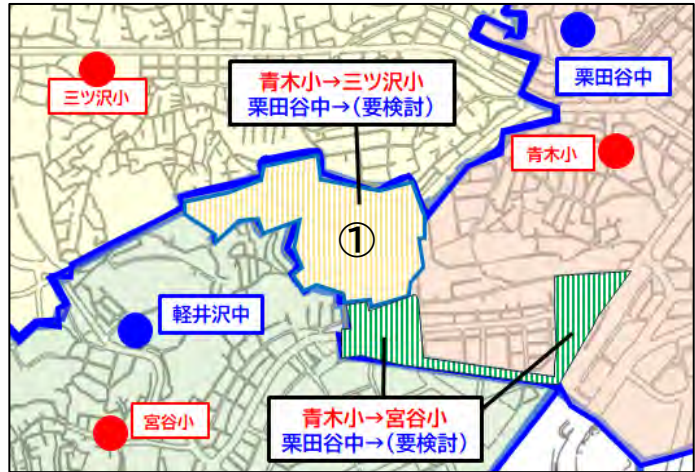 栗田谷中
三ツ沢小
青木小→三ツ沢小
栗田谷中→(要検討)
青木小
①
軽井沢中
宮谷小
青木小→宮谷小
栗田谷中→(要検討)